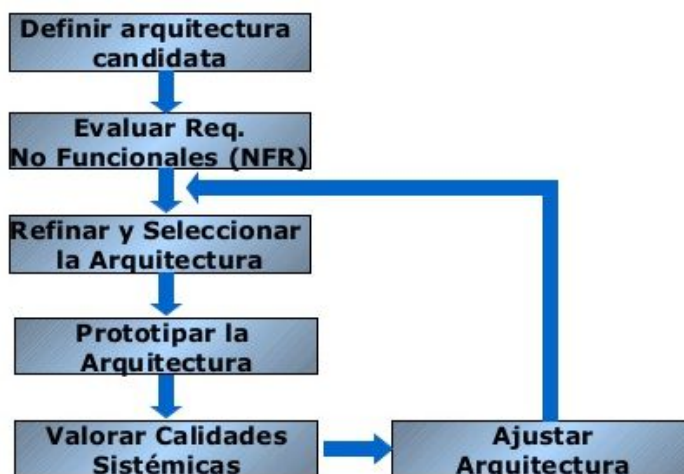 Definir arquitectura
candidata
Evaluar Req.
No Funcionales (NFR)
Refinar y Seleccionar
la Arquitectura
Prototipar la
Arquitectura
Valorar Calidades
Sistémicas
Ajustar
Arquitectura